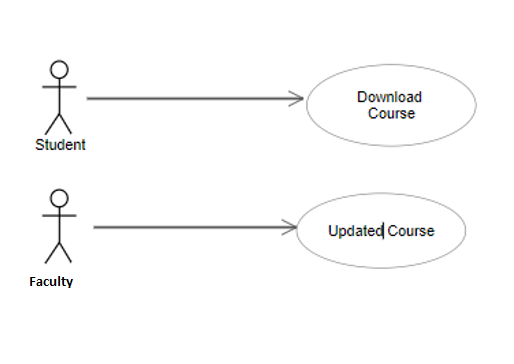 Download
Course
Student
Updated Course
Faculty